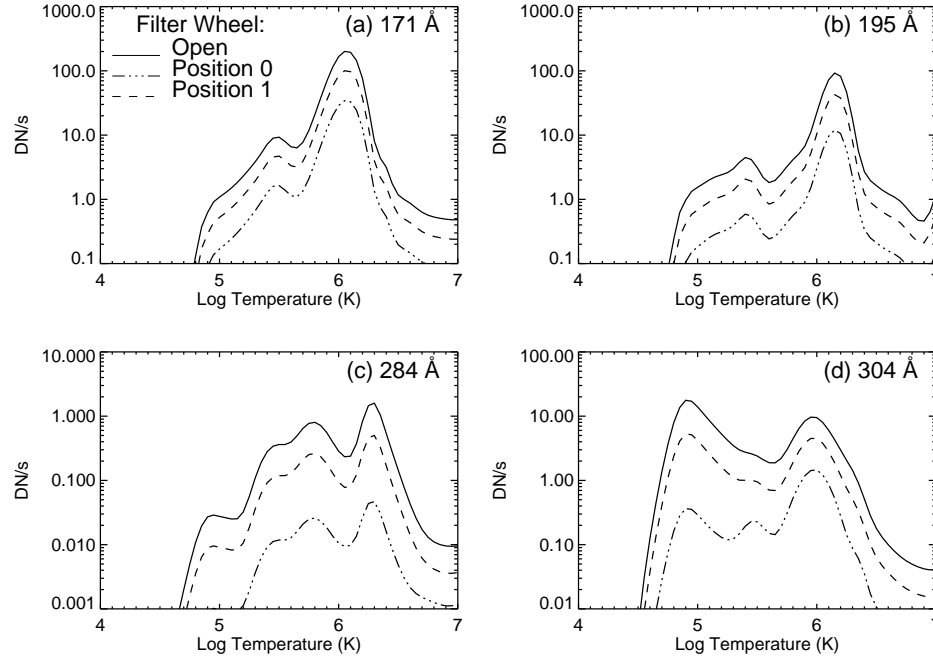 Filter Wheel:
Open
Position 0
Position 1
(a) 171 Å
1000.0
100.0
10.0
1.0
0.1
DN/s
4 5 6 7
Log Temperature (K)
(b) 195 Å
1000.0
100.0
10.0
1.0
0.1
DN/s
4 5 6 7
Log Temperature (K)
(c) 284 Å
10.000
1.000
0.100
0.010
0.001
DN/s
4 5 6 7
Log Temperature (K)
(d) 304 Å
100.00
10.00
1.00
0.10
0.01
DN/s
4 5 6 7
Log Temperature (K)